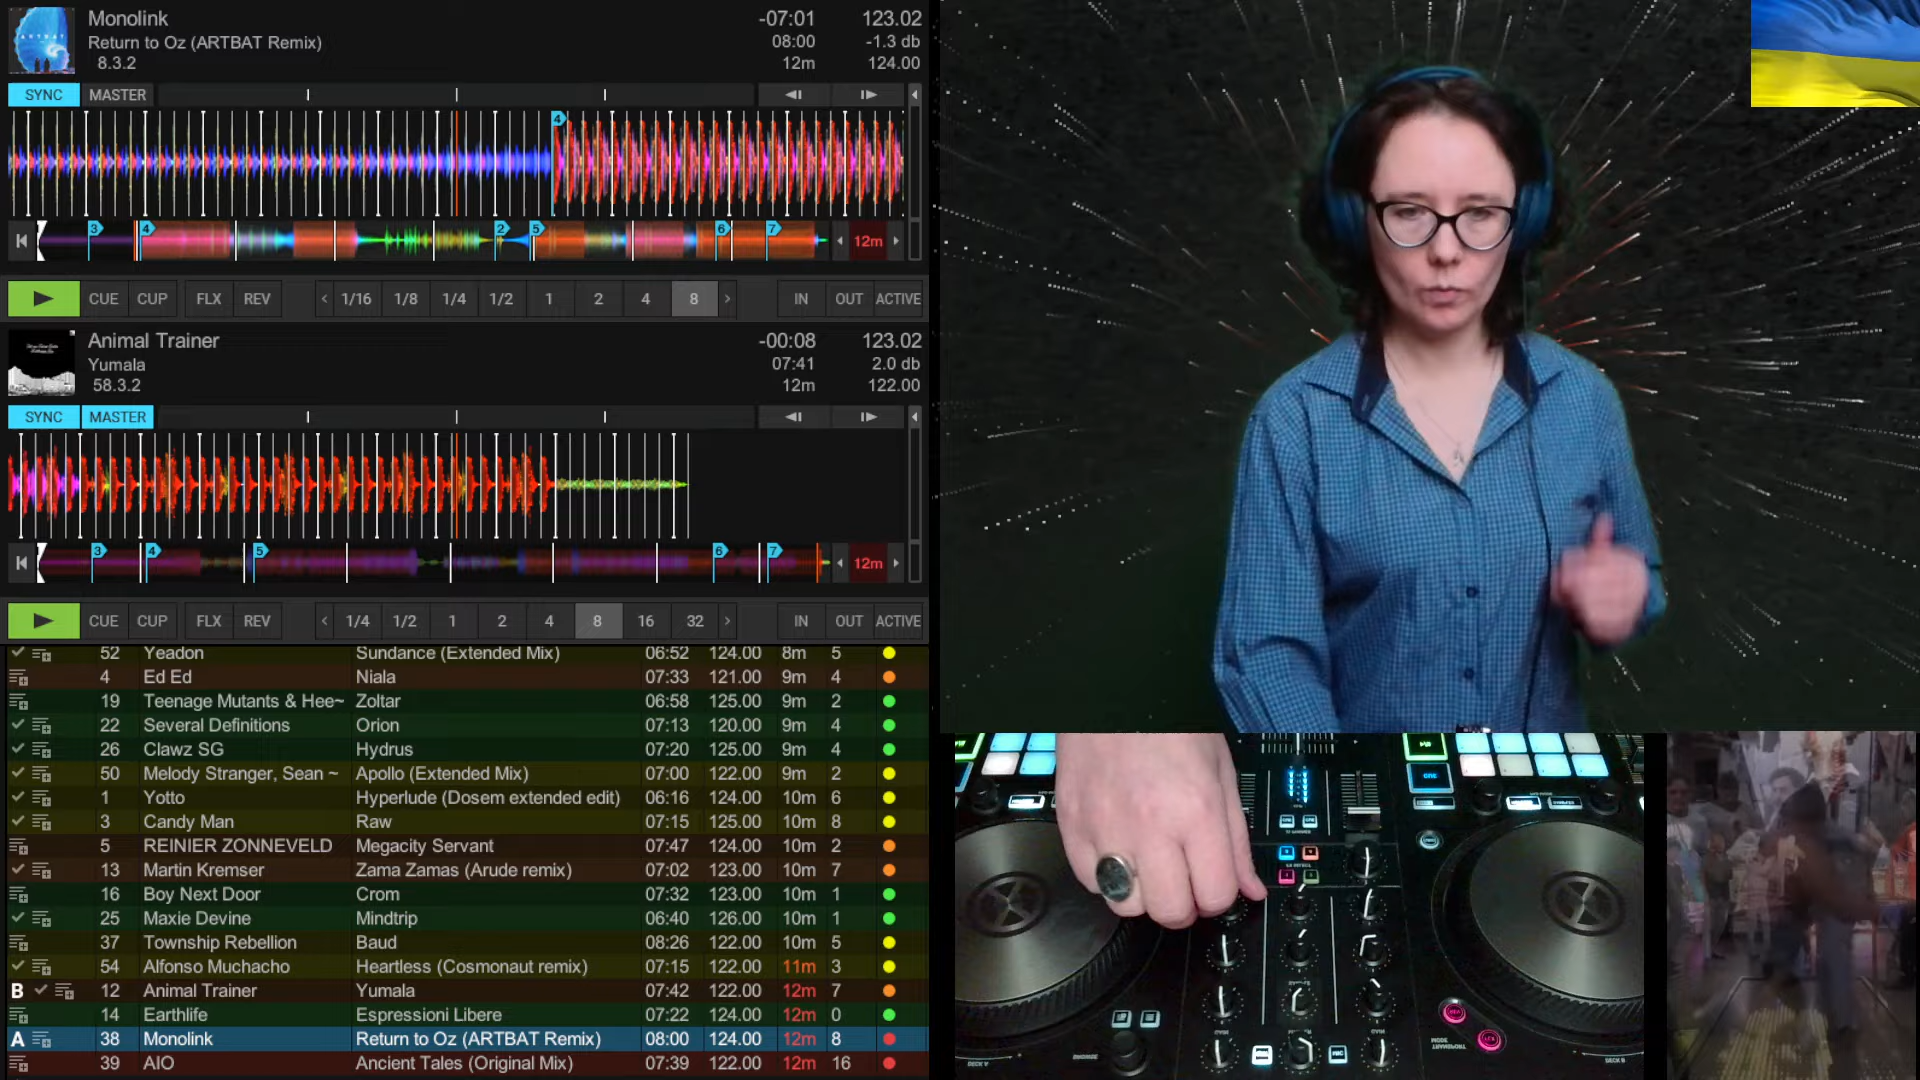 Monolink -07:01 123.02
Return to Oz (ARTBAT Remix) 08:00 -1.3 db
8.3.2 12m 124.00
SYNC MASTER
4
3 4 2 5 6 7 12m
CUE CUP FLX REV 1/16 1/8 1/4 1/2 1 2 4 8 IN OUT ACTIVE
Animal Trainer -00:08 123.02
Yumala 07:41 2.0 db
58.3.2 12m 122.00
SYNC MASTER
3 4 5 6 7 12m
CUE CUP FLX REV 1/4 1/2 1 2 4 8 16 32 IN OUT ACTIVE
52 Yeadon Sundance (Extended Mix) 06:52 124.00 8m 5
4 Ed Ed Niala 07:33 121.00 9m 4
19 Teenage Mutants & Hee~ Zoltar 06:58 125.00 9m 2
22 Several Definitions Orion 07:13 120.00 9m 4
26 Clawz SG Hydrus 07:20 125.00 9m 4
50 Melody Stranger, Sean ~ Apollo (Extended Mix) 07:00 122.00 9m 2
1 Yotto Hyperlude (Dosem extended edit) 06:16 124.00 10m 6
3 Candy Man Raw 07:15 125.00 10m 8
5 REINIER ZONNEVELD Megacity Servant 07:47 124.00 10m 2
13 Martin Kremser Zama Zamas (Arude remix) 07:02 123.00 10m 7
16 Boy Next Door Crom 07:32 123.00 10m 1
25 Maxie Devine Mindtrip 06:40 126.00 10m 1
37 Township Rebellion Baud 08:26 122.00 10m 5
54 Alfonso Muchacho Heartless (Cosmonaut remix) 07:15 122.00 11m 3
B 12 Animal Trainer Yumala 07:42 122.00 12m 7
14 Earthlife Espressioni Libere 07:22 124.00 12m 0
A 38 Monolink Return to Oz (ARTBAT Remix) 08:00 124.00 12m 8
39 AIO Ancient Tales (Original Mix) 07:39 122.00 12m 16